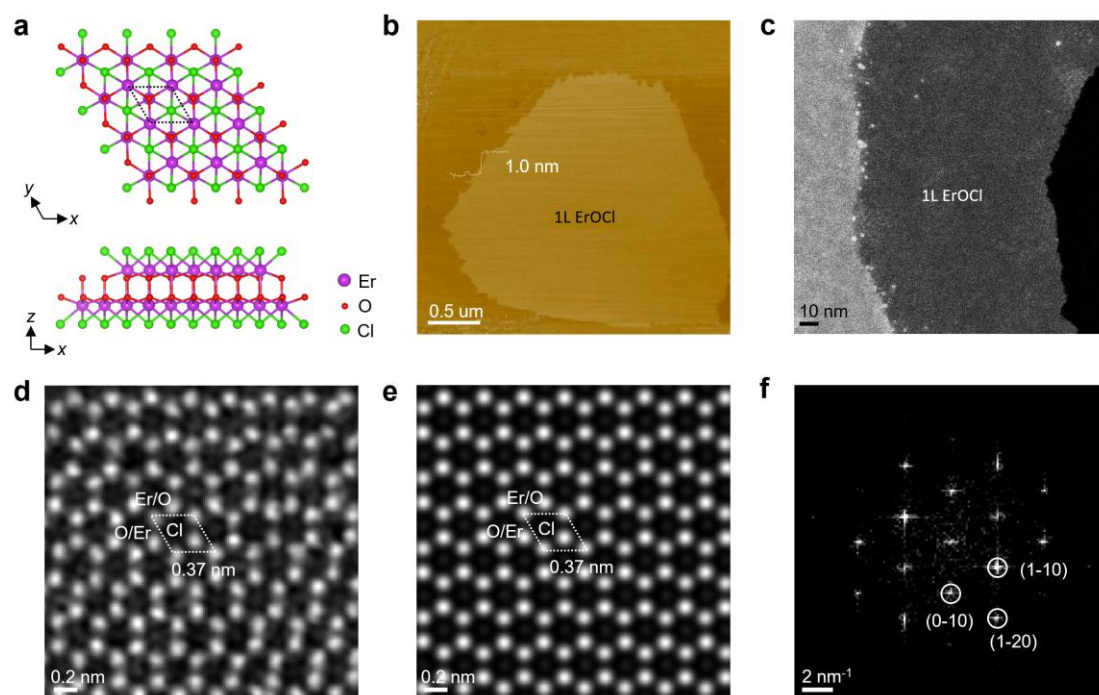 a
y
x
z
x
Er
O
Cl
b
1.0 nm
1L ErOCl
0.5 um
c
1L ErOCl
10 nm
d
Er/O
O/Er
Cl
0.37 nm
0.2 nm
e
Er/O
O/Er
Cl
0.37 nm
0.2 nm
f
(1-10)
(0-10)
(1-20)
2 nm⁻¹